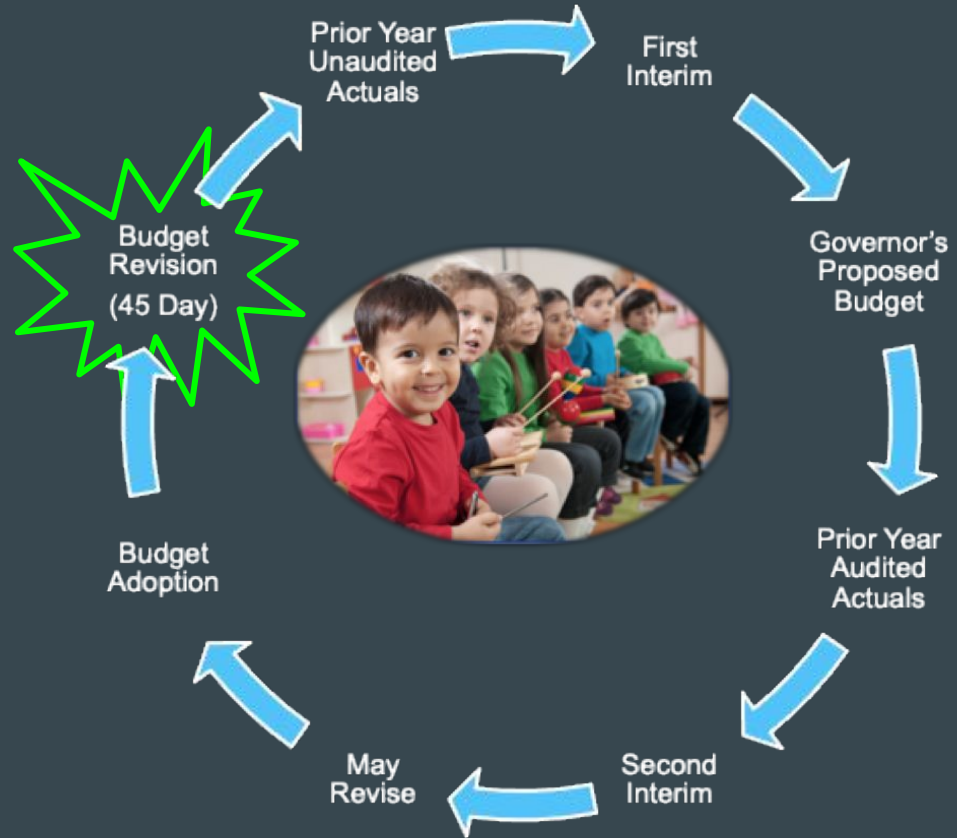 Prior Year
Unaudited
Actuals
First
Interim
Governor's
Proposed
Budget
Prior Year
Audited
Actuals
Second
Interim
May
Revise
Budget
Adoption
Budget
Revision
(45 Day)